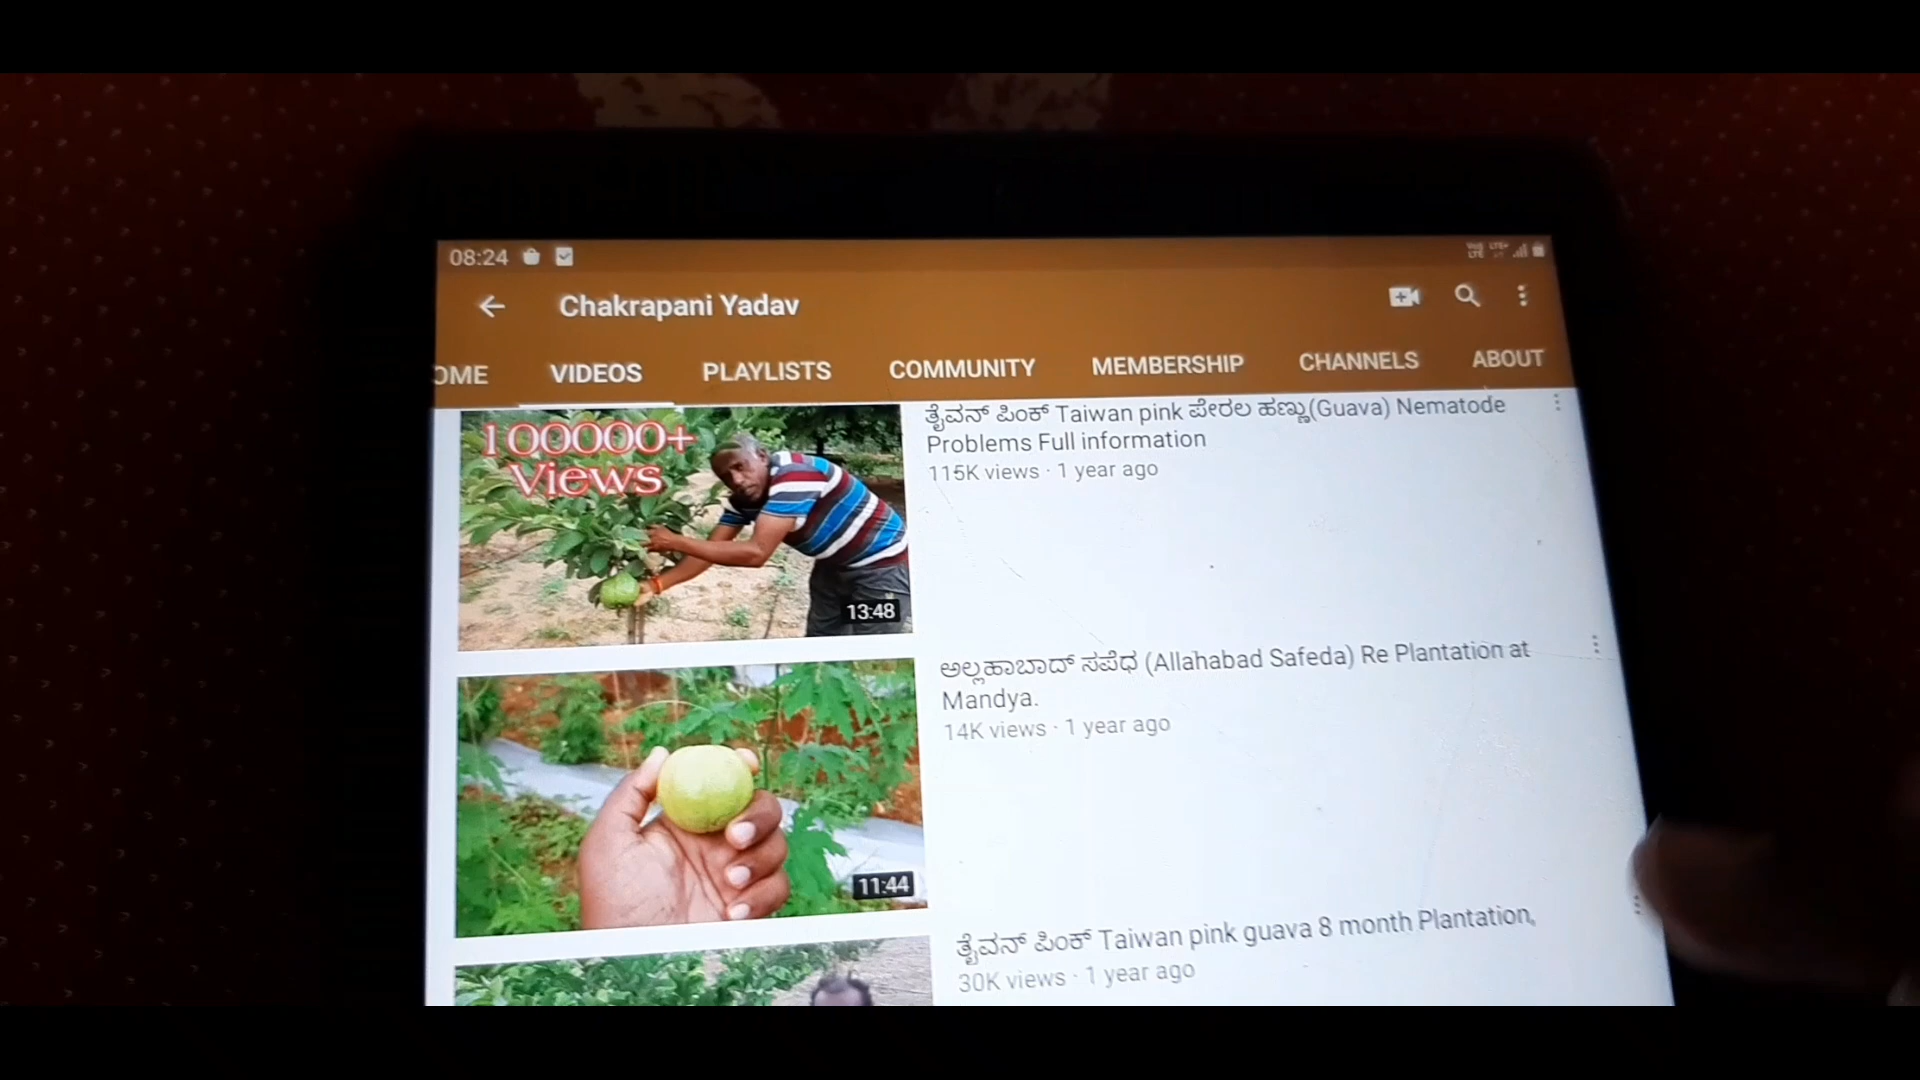 08:24
Chakrapani Yadav
OME VIDEOS PLAYLISTS COMMUNITY MEMBERSHIP CHANNELS ABOUT
100000+
Views
13:48
ತೈವನ್ ಪಿಂಕ್ Taiwan pink ಪೇರಲ ಹಣ್ಣು(Guava) Nematode
Problems Full information
115K views · 1 year ago
11:44
ಅಲ್ಲಹಾಬಾದ್ ಸಪೆಧ (Allahabad Safeda) Re Plantation at
Mandya.
14K views · 1 year ago
ತೈವನ್ ಪಿಂಕ್ Taiwan pink guava 8 month Plantation,
30K views · 1 year ago